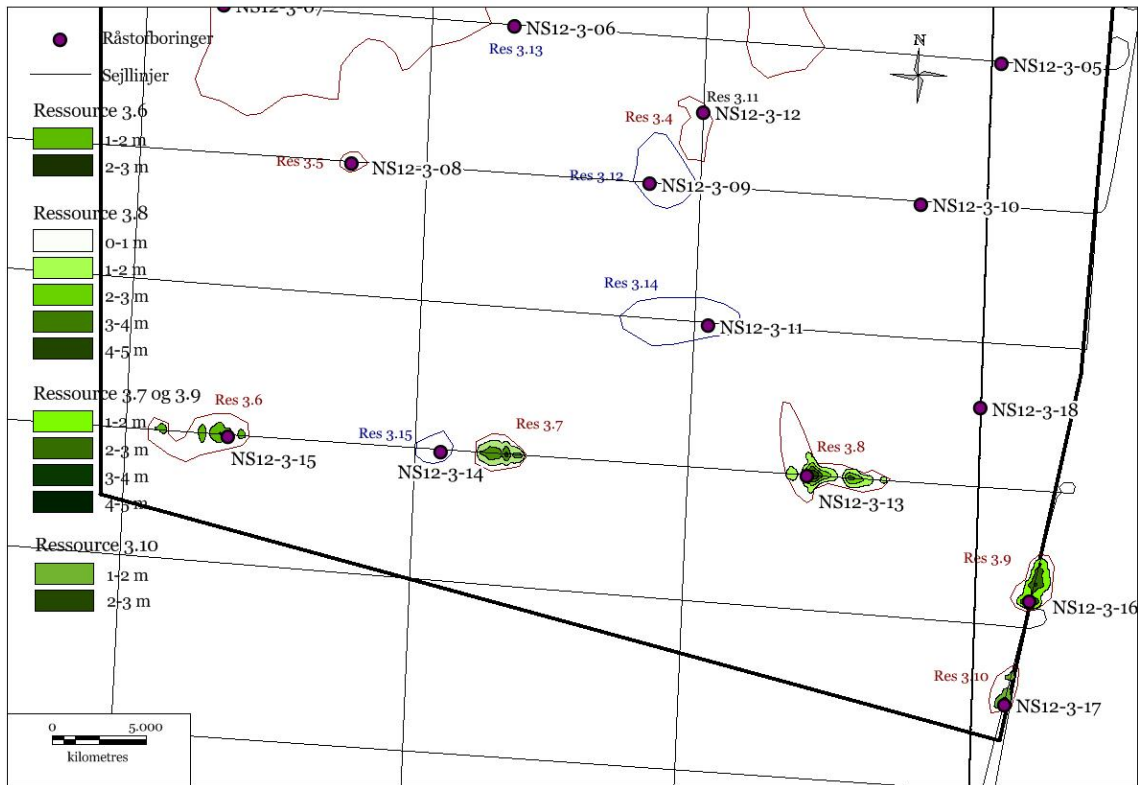 NS12-3-07
Råstofboringer
NS12-3-06
N
Res 3.13
NS12-3-05
Sejllinjer
Res 3.11
Ressource 3.6
Res 3.4
NS12-3-12
1-2 m
2-3 m
Res 3.5
NS12-3-08
Res 3.12
NS12-3-09
NS12-3-10
Ressource 3.8
0-1 m
1-2 m
2-3 m
3-4 m
4-5 m
Res 3.14
NS12-3-11
Ressource 3.7 og 3.9
1-2 m
2-3 m
3-4 m
4-5 m
Res 3.6
NS12-3-15
Res 3.15
NS12-3-14
Res 3.7
NS12-3-18
Res 3.8
NS12-3-13
Ressource 3.10
1-2 m
2-3 m
Res 3.9
NS12-3-16
Res 3.10
NS12-3-17
0 5.000
kilometres